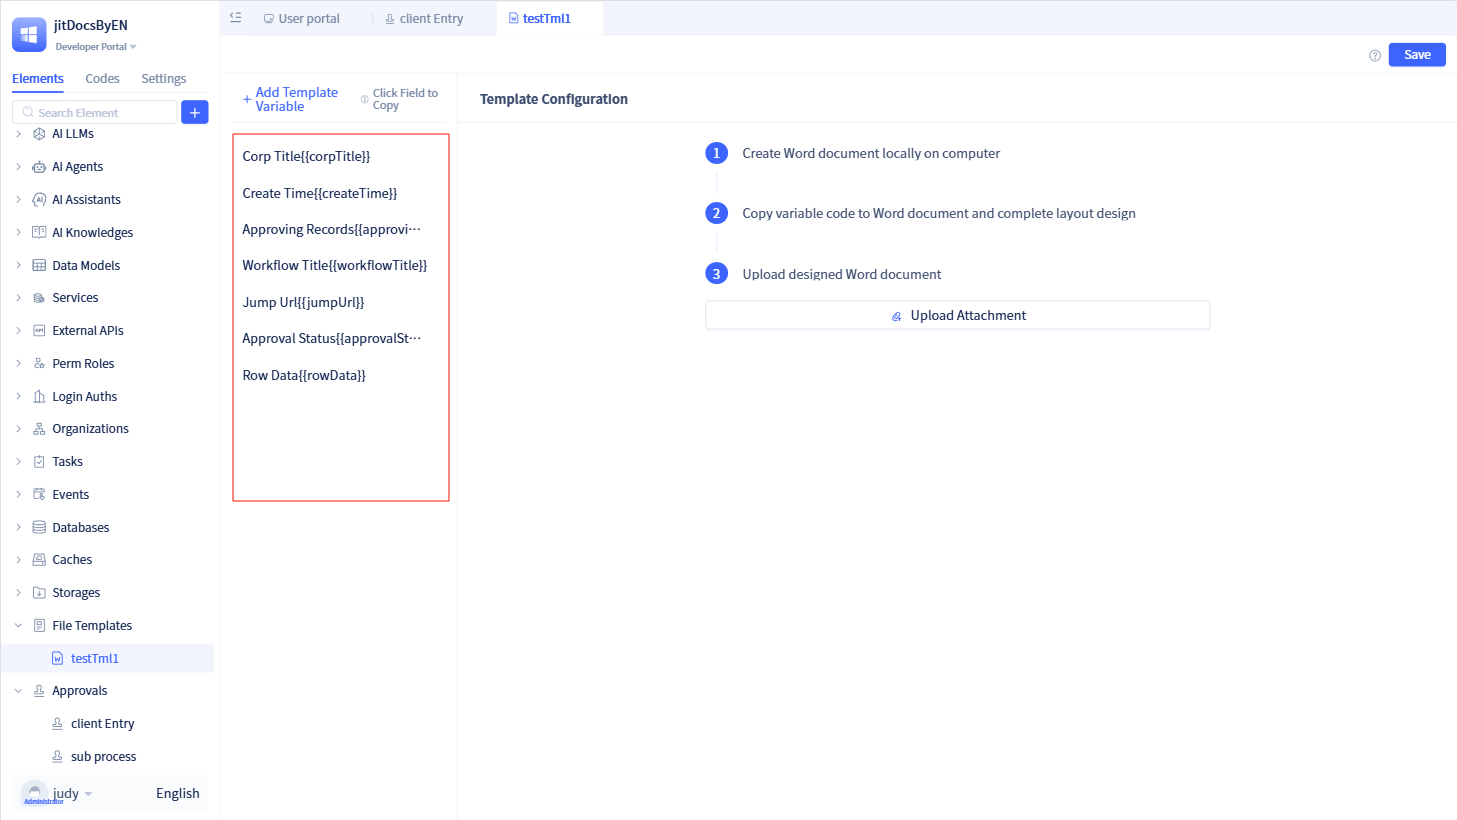 jitDocsByEN
Developer Portal
Elements
Codes
Settings
Search Element
AI LLMs
AI Agents
AI Assistants
AI Knowledges
Data Models
Services
External APIs
Perm Roles
Login Auths
Organizations
Tasks
Events
Databases
Caches
Storages
File Templates
testTml1
Approvals
client Entry
sub process
judy
Administrator
English
User portal
client Entry
testTml1
Save
+ Add Template
Variable
Click Field to
Copy
Corp Title{{corpTitle}}
Create Time{{createTime}}
Approving Records{{approvi···
Workflow Title{{workflowTitle}}
Jump Url{{jumpUrl}}
Approval Status{{approvalSt···
Row Data{{rowData}}
Template Configuration
1 Create Word document locally on computer
2 Copy variable code to Word document and complete layout design
3 Upload designed Word document
Upload Attachment